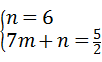 n = 6
7m + n = 5/2